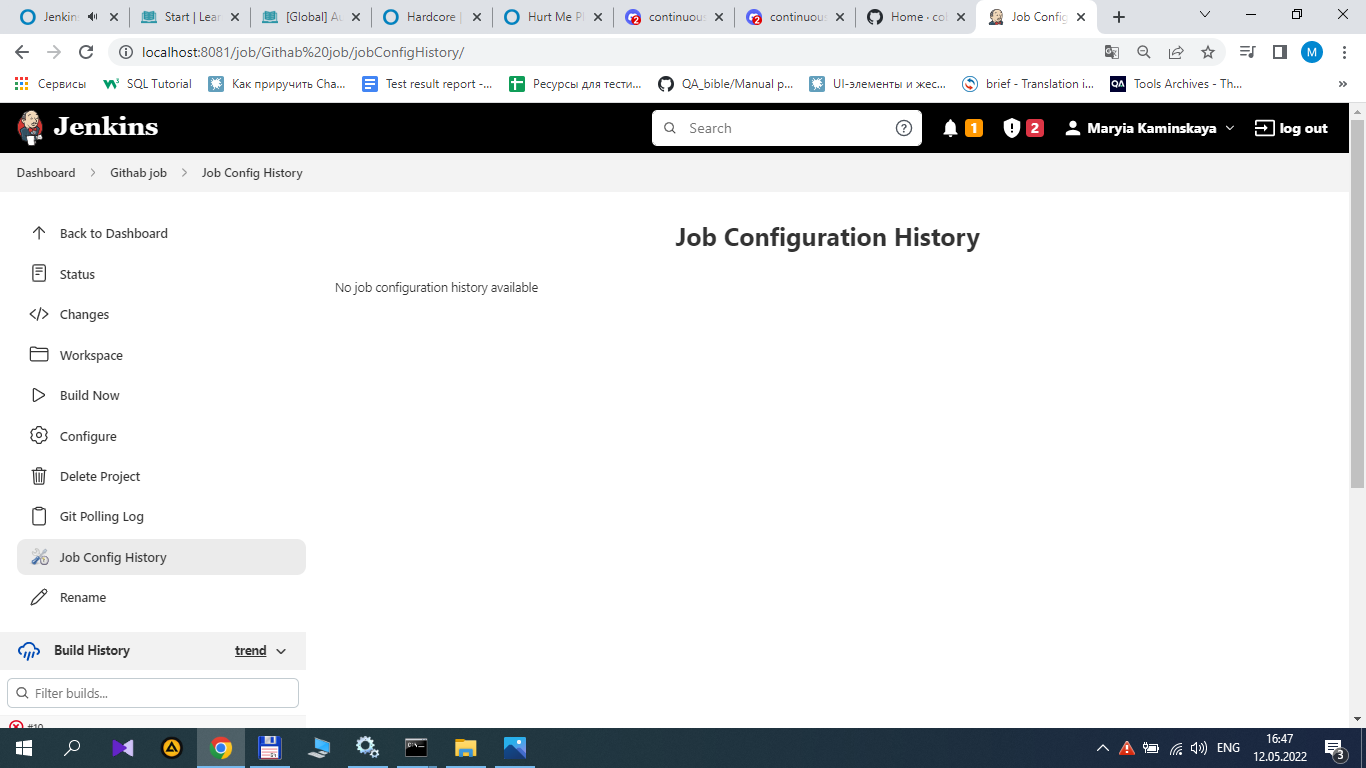 Jenkins
Start | Lear
[Global] Au
Hardcore |
Hurt Me Pl
continuous
continuous
Home · col
Job Config
localhost:8081/job/Githab%20job/jobConfigHistory/
M
Сервисы
SQL Tutorial
Как приручить Cha...
Test result report -...
Ресурсы для тести...
QA_bible/Manual p...
UI-элементы и жес...
brief - Translation i...
QA
Tools Archives - Th...
»
Jenkins
Search
1
2
Maryia Kaminskaya
log out
Dashboard
Githab job
Job Config History
Back to Dashboard
Status
Changes
Workspace
Build Now
Configure
Delete Project
Git Polling Log
Job Config History
Rename
Job Configuration History
No job configuration history available
Build History
trend
Filter builds...
#10
ENG
16:47
12.05.2022
3